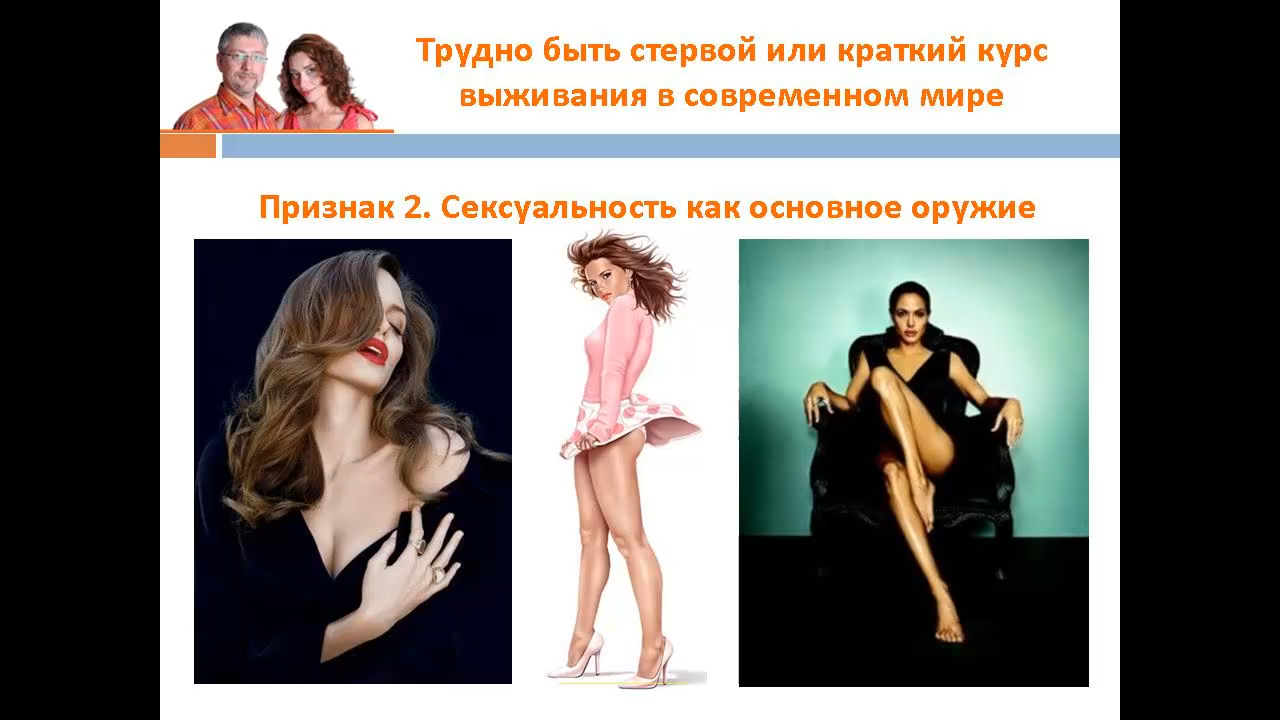 Трудно быть стервой или краткий курс
выживания в современном мире
Признак 2. Сексуальность как основное оружие